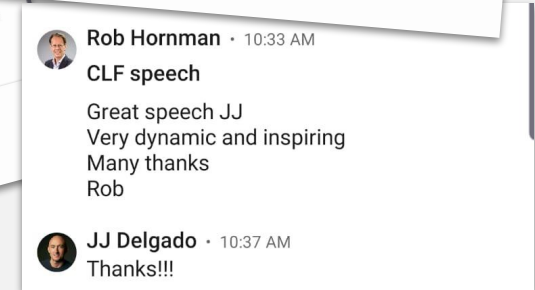 Rob Hornman • 10:33 AM
CLF speech
Great speech JJ
Very dynamic and inspiring
Many thanks
Rob
JJ Delgado • 10:37 AM
Thanks!!!